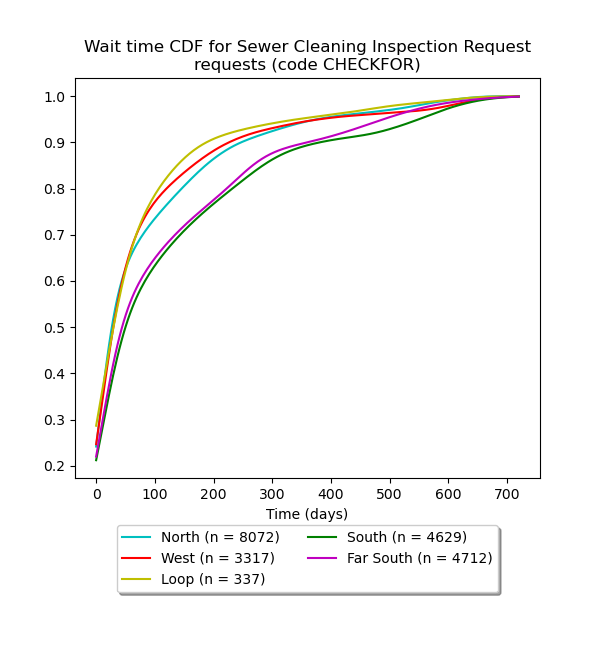 Wait time CDF for Sewer Cleaning Inspection Request
requests (code CHECKFOR)
1.0
0.9
0.8
0.7
0.6
0.5
0.4
0.3
0.2
0 100 200 300 400 500 600 700
Time (days)
North (n = 8072)
West (n = 3317)
Loop (n = 337)
South (n = 4629)
Far South (n = 4712)